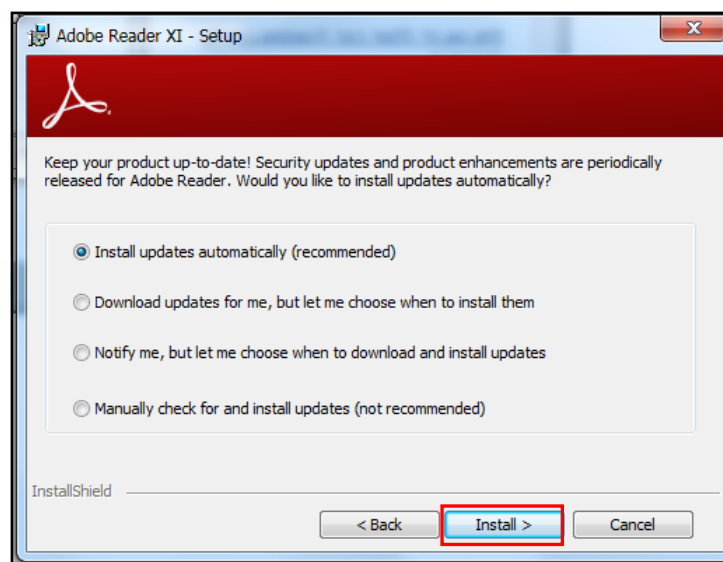 Adobe Reader XI - Setup
Keep your product up-to-date! Security updates and product enhancements are periodically
released for Adobe Reader. Would you like to install updates automatically?
Install updates automatically (recommended)
Download updates for me, but let me choose when to install them
Notify me, but let me choose when to download and install updates
Manually check for and install updates (not recommended)
InstallShield
< Back
Install >
Cancel